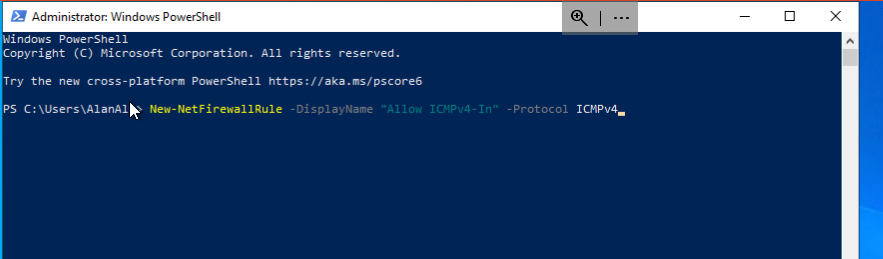 Administrator: Windows PowerShell
Windows PowerShell
Copyright (C) Microsoft Corporation. All rights reserved.
Try the new cross-platform PowerShell https://aka.ms/pscore6
PS C:\Users\AlanAl> New-NetFirewallRule -DisplayName "Allow ICMPv4-In" -Protocol ICMPv4